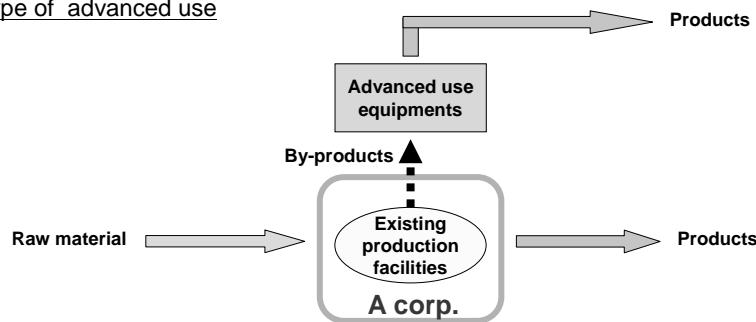 pe of advanced use
Products
Advanced use
equipments
By-products
Raw material
Existing
production
facilities
Products
A corp.